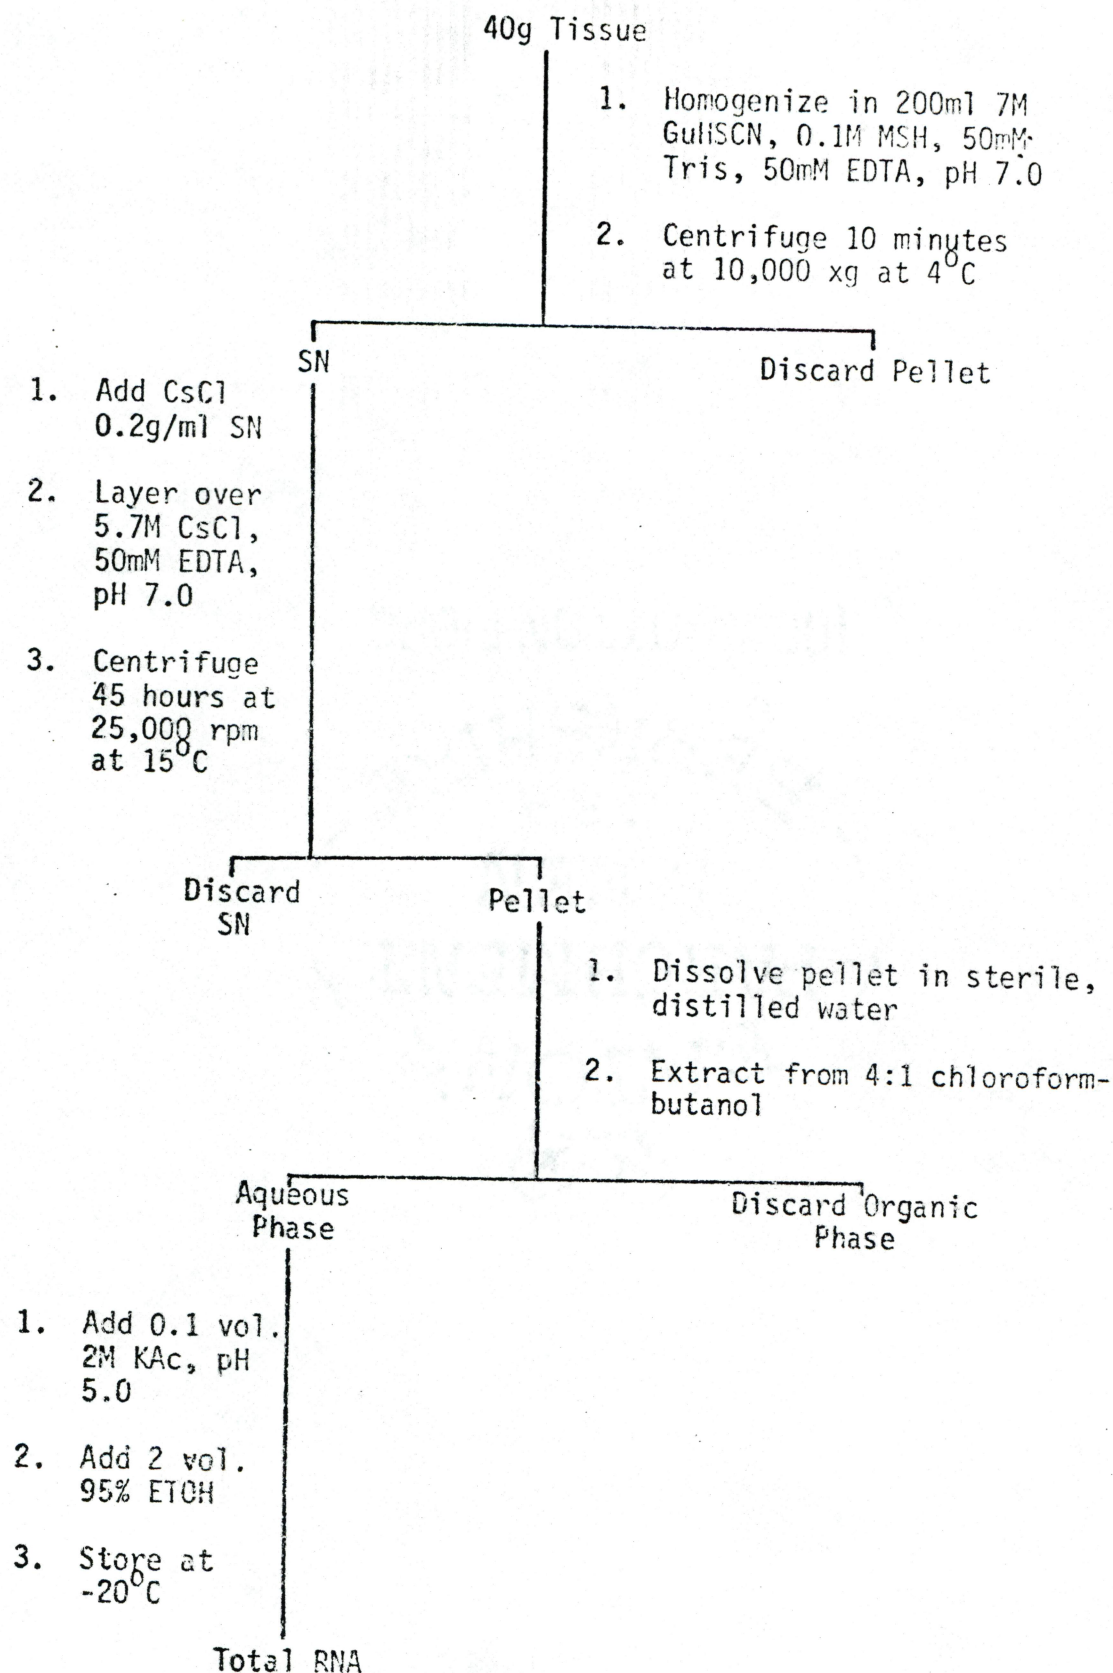 40g Tissue
1. Homogenize in 200ml 7M
GuHSCN, 0.1M MSH, 50mM
Tris, 50mM EDTA, pH 7.0
2. Centrifuge 10 minutes
at 10,000 xg at 4°C
SN
Discard Pellet
1. Add CsCl
0.2g/ml SN
2. Layer over
5.7M CsCl,
50mM EDTA,
pH 7.0
3. Centrifuge
45 hours at
25,000 rpm
at 15°C
Discard
SN
Pellet
1. Dissolve pellet in sterile,
distilled water
2. Extract from 4:1 chloroform-
butanol
Aqueous
Phase
Discard Organic
Phase
1. Add 0.1 vol.
2M KAc, pH
5.0
2. Add 2 vol.
95% ETOH
3. Store at
-20°C
Total RNA